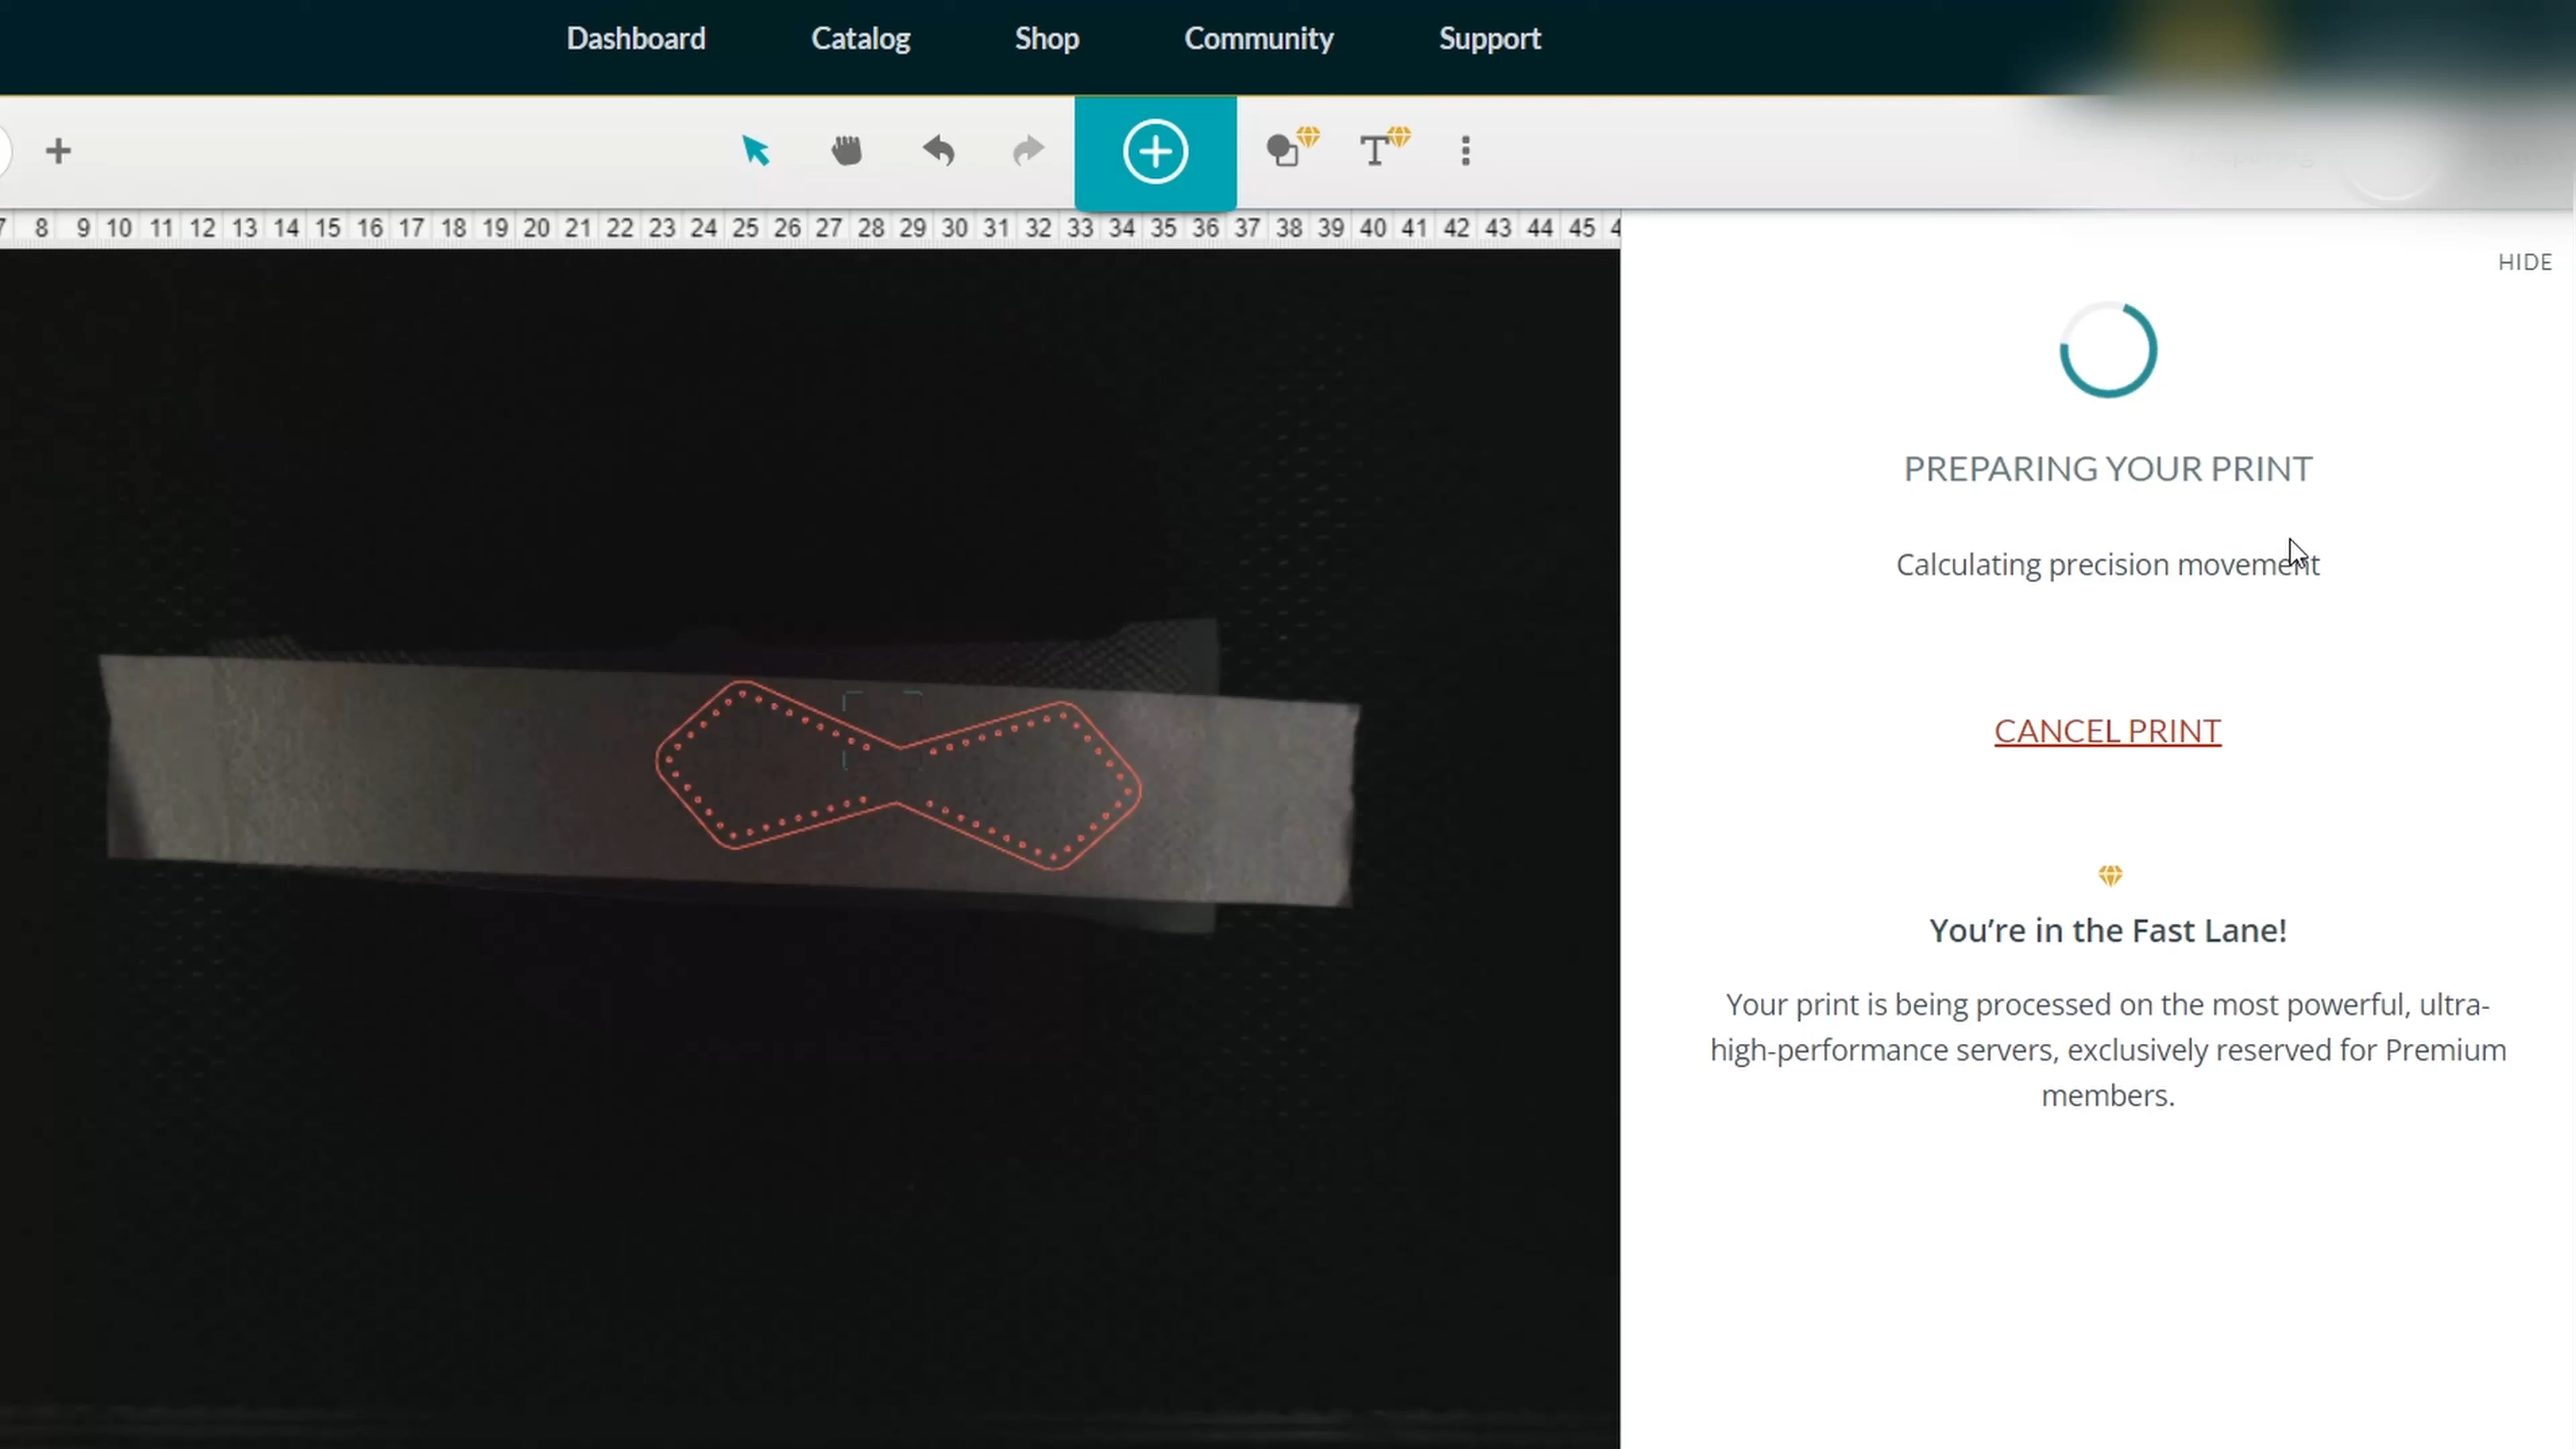 Dashboard Catalog Shop Community Support
T
8 9 10 11 12 13 14 15 16 17 18 19 20 21 22 23 24 25 26 27 28 29 30 31 32 33 34 35 36 37 38 39 40 41 42 43 44 45
HIDE
PREPARING YOUR PRINT
Calculating precision movement
CANCEL PRINT
You’re in the Fast Lane!
Your print is being processed on the most powerful, ultra-
high-performance servers, exclusively reserved for Premium
members.